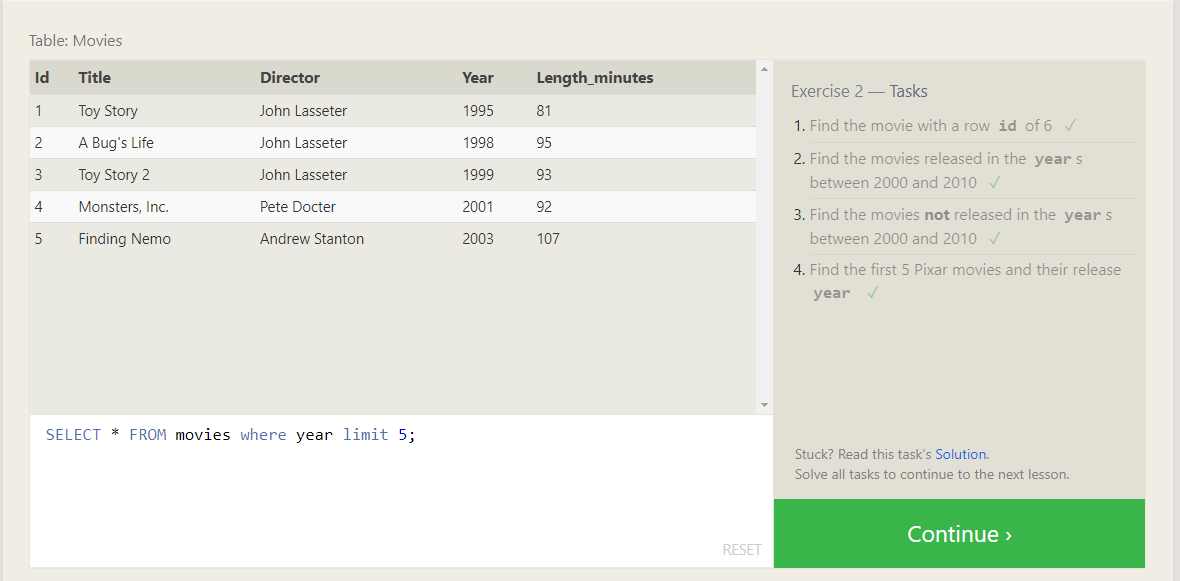 Table: Movies
Id Title Director Year Length_minutes
1 Toy Story John Lasseter 1995 81
2 A Bug's Life John Lasseter 1998 95
3 Toy Story 2 John Lasseter 1999 93
4 Monsters, Inc. Pete Docter 2001 92
5 Finding Nemo Andrew Stanton 2003 107
SELECT * FROM movies where year limit 5;
RESET
Exercise 2 — Tasks
1. Find the movie with a row id of 6 ✓
2. Find the movies released in the year s
between 2000 and 2010 ✓
3. Find the movies not released in the year s
between 2000 and 2010 ✓
4. Find the first 5 Pixar movies and their release
year ✓
Stuck? Read this task's Solution.
Solve all tasks to continue to the next lesson.
Continue ›